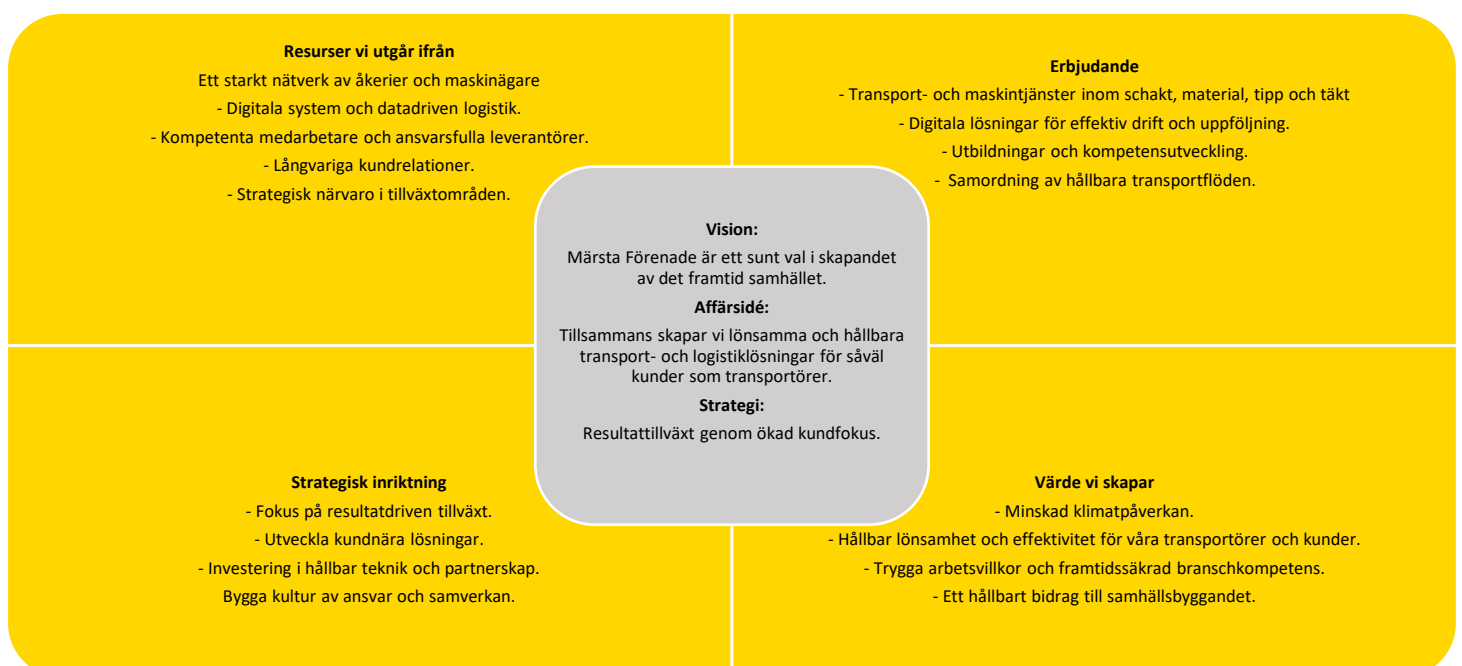 Resurser vi utgår ifrån
Ett starkt nätverk av åkerier och maskinägare
- Digitala system och datadriven logistik.
- Kompetenta medarbetare och ansvarsfulla leverantörer.
- Långvariga kundrelationer.
- Strategisk närvaro i tillväxtområden.
Erbjudande
- Transport- och maskintjänster inom schakt, material, tipp och täkt
- Digitala lösningar för effektiv drift och uppföljning.
- Utbildningar och kompetensutveckling.
- Samordning av hållbara transportflöden.
Vision:
Märsta Förenade är ett sunt val i skapandet
av det framtid samhället.
Affärsidé:
Tillsammans skapar vi lönsamma och hållbara
transport- och logistiklösningar för såväl
kunder som transportörer.
Strategi:
Resultattillväxt genom ökad kundfokus.
Strategisk inriktning
- Fokus på resultatdriven tillväxt.
- Utveckla kundnära lösningar.
- Investering i hållbar teknik och partnerskap.
Bygga kultur av ansvar och samverkan.
Värde vi skapar
- Minskad klimatpåverkan.
- Hållbar lönsamhet och effektivitet för våra transportörer och kunder.
- Trygga arbetsvillkor och framtidssäkrad branschkompetens.
- Ett hållbart bidrag till samhällsbyggandet.